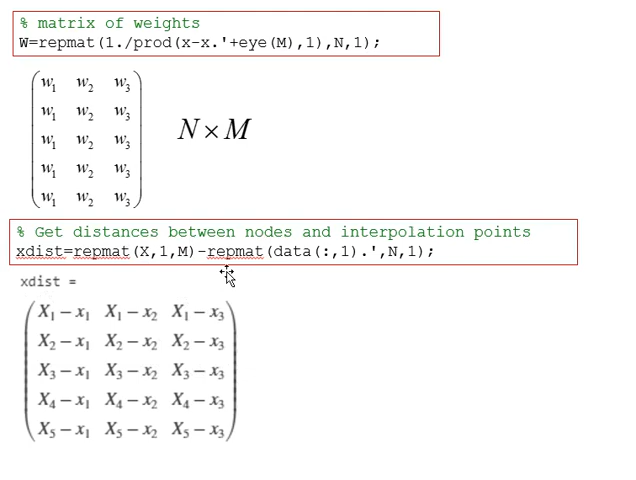 % matrix of weights
W=repmat(1./prod(x-x.'+eye(M),1),N,1);
w₁ w₂ w₃
w₁ w₂ w₃
w₁ w₂ w₃
w₁ w₂ w₃
w₁ w₂ w₃
N × M
% Get distances between nodes and interpolation points
xdist=repmat(X,1,M)-repmat(data(:,1).',N,1);
xdist =
X₁ − x₁ X₁ − x₂ X₁ − x₃
X₂ − x₁ X₂ − x₂ X₂ − x₃
X₃ − x₁ X₃ − x₂ X₃ − x₃
X₄ − x₁ X₄ − x₂ X₄ − x₃
X₅ − x₁ X₅ − x₂ X₅ − x₃